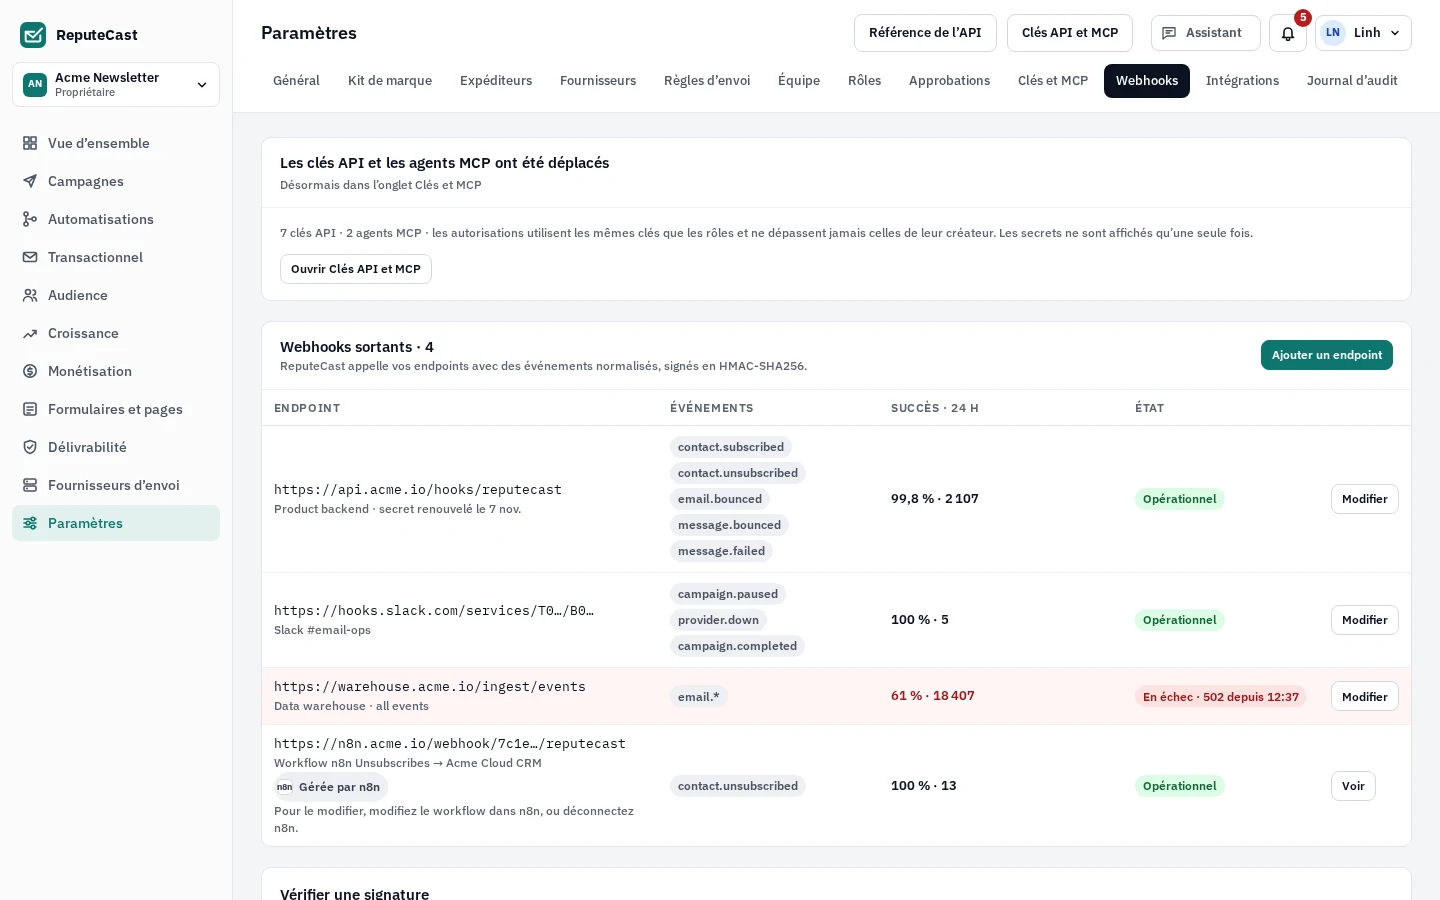 ReputeCast
AN
Acme Newsletter
Propriétaire
Vue d’ensemble
Campagnes
Automatisations
Transactionnel
Audience
Croissance
Monétisation
Formulaires et pages
Délivrabilité
Fournisseurs d’envoi
Paramètres
Paramètres
Référence de l’API
Clés API et MCP
Assistant
5
LN
Linh
Général
Kit de marque
Expéditeurs
Fournisseurs
Règles d’envoi
Équipe
Rôles
Approbations
Clés et MCP
Webhooks
Intégrations
Journal d’audit
Les clés API et les agents MCP ont été déplacés
Désormais dans l’onglet Clés et MCP
7 clés API · 2 agents MCP · les autorisations utilisent les mêmes clés que les rôles et ne dépassent jamais celles de leur créateur. Les secrets ne sont affichés qu’une seule fois.
Ouvrir Clés API et MCP
Webhooks sortants · 4
ReputeCast appelle vos endpoints avec des événements normalisés, signés en HMAC-SHA256.
Ajouter un endpoint
ENDPOINT
ÉVÉNEMENTS
SUCCÈS · 24 H
ÉTAT
https://api.acme.io/hooks/reputecast
Product backend · secret renouvelé le 7 nov.
contact.subscribed
contact.unsubscribed
email.bounced
message.bounced
message.failed
99,8 % · 2 107
Opérationnel
Modifier
https://hooks.slack.com/services/T0…/B0…
Slack #email-ops
campaign.paused
provider.down
campaign.completed
100 % · 5
Opérationnel
Modifier
https://warehouse.acme.io/ingest/events
Data warehouse · all events
email.*
61 % · 18 407
En échec · 502 depuis 12:37
Modifier
https://n8n.acme.io/webhook/7c1e…/reputecast
Workflow n8n Unsubscribes → Acme Cloud CRM
n8n
Gérée par n8n
Pour le modifier, modifiez le workflow dans n8n, ou déconnectez
n8n.
contact.unsubscribed
100 % · 13
Opérationnel
Voir
Vérifier une signature